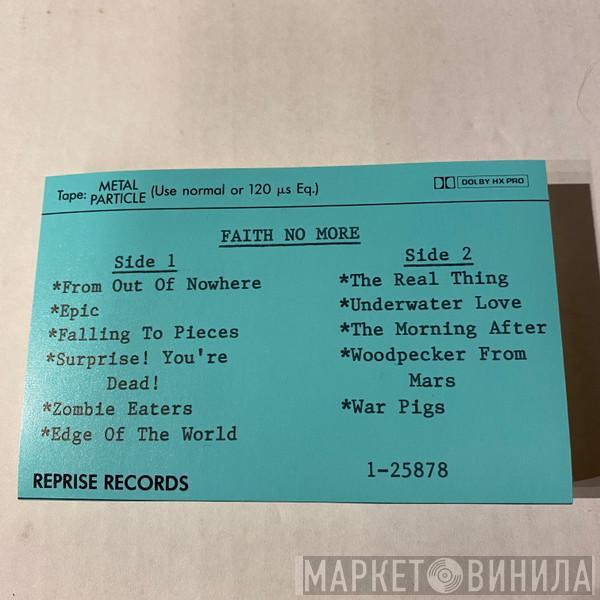 Tape: METAL PARTICLE (Use normal or 120 µs Eq.)
DOLBY HX PRO
FAITH NO MORE
Side 1
*From Out Of Nowhere
*Epic
*Falling To Pieces
*Surprise! You're
Dead!
*Zombie Eaters
*Edge Of The World
Side 2
*The Real Thing
*Underwater Love
*The Morning After
*Woodpecker From
Mars
*War Pigs
1-25878
REPRISE RECORDS
МАРКЕТ ВИНИЛА